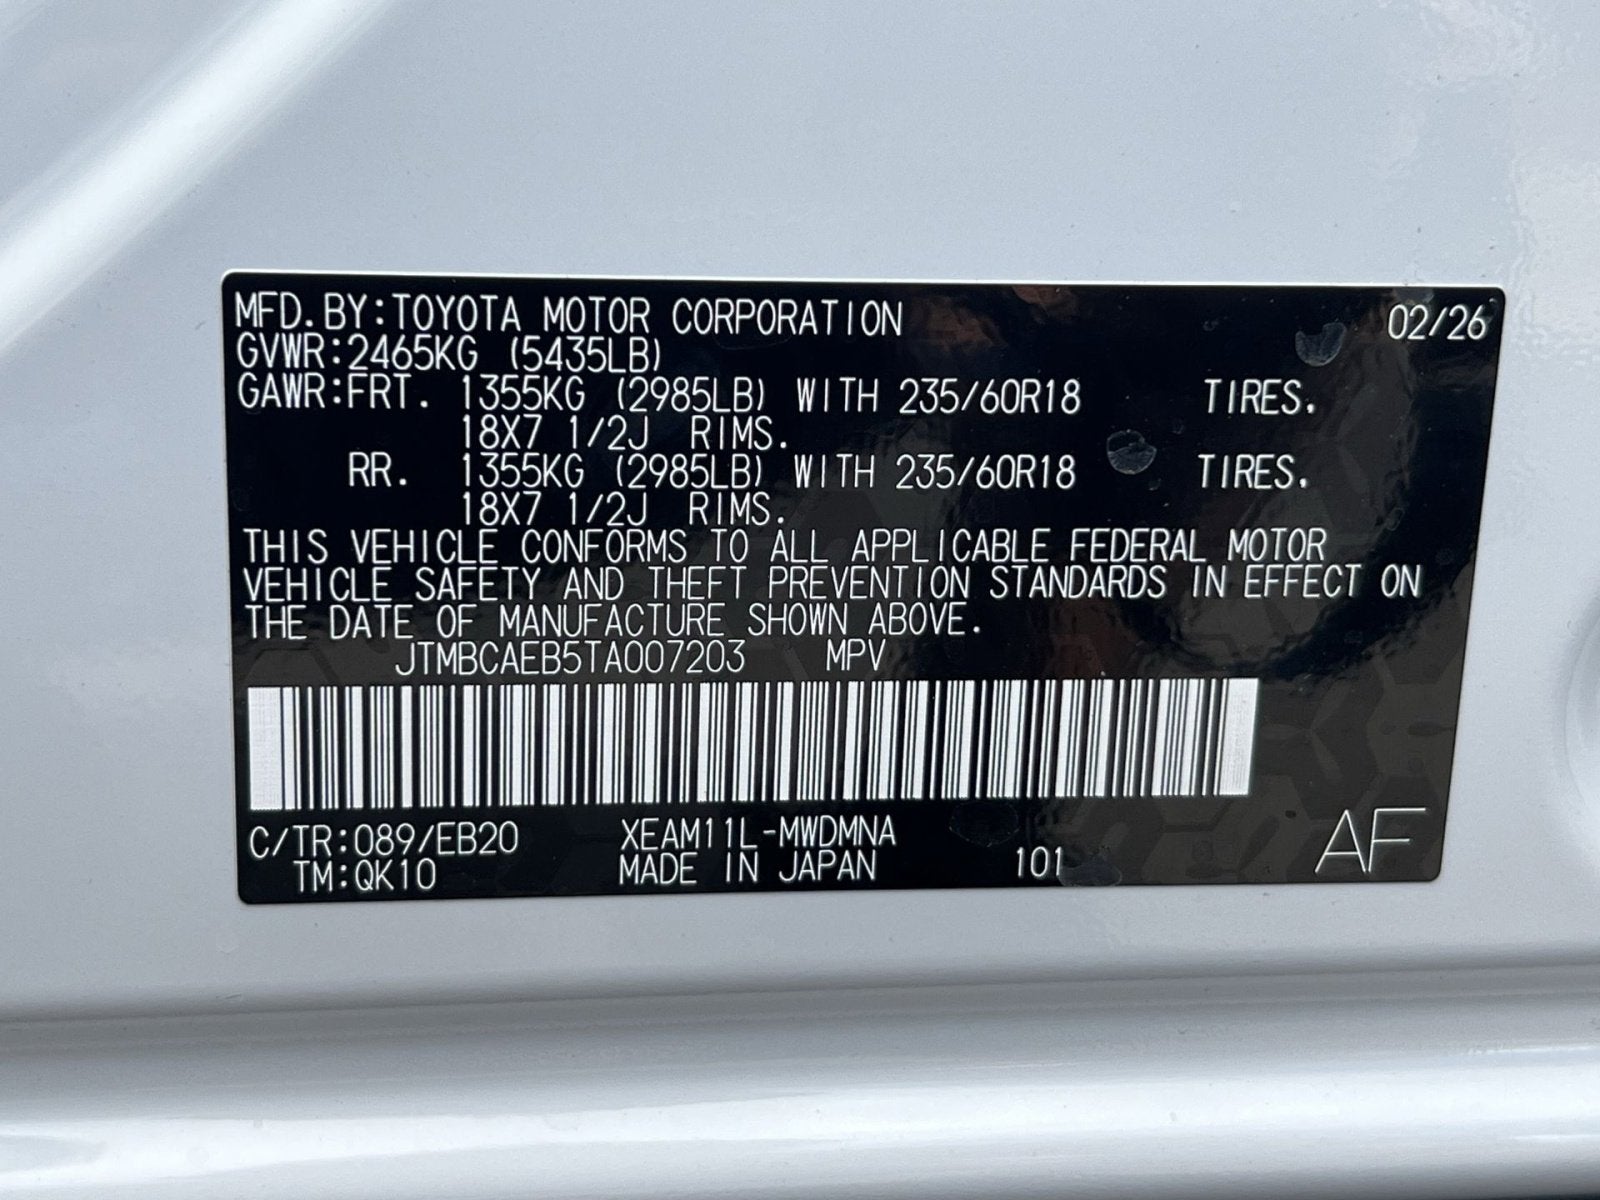 MFD.BY:TOYOTA MOTOR CORPORATION 02/26
GVWR:2465KG (5435LB)
GAWR:FRT. 1355KG (2985LB) WITH 235/60R18 TIRES.
18X7 1/2J RIMS.
RR. 1355KG (2985LB) WITH 235/60R18 TIRES.
18X7 1/2J RIMS.
THIS VEHICLE CONFORMS TO ALL APPLICABLE FEDERAL MOTOR
VEHICLE SAFETY AND THEFT PREVENTION STANDARDS IN EFFECT ON
THE DATE OF MANUFACTURE SHOWN ABOVE.
JTMBCAEB5TA007203 MPV
C/TR:089/EB20 XEAM11L-MWDMNA
TM:QK10 MADE IN JAPAN 101 AF